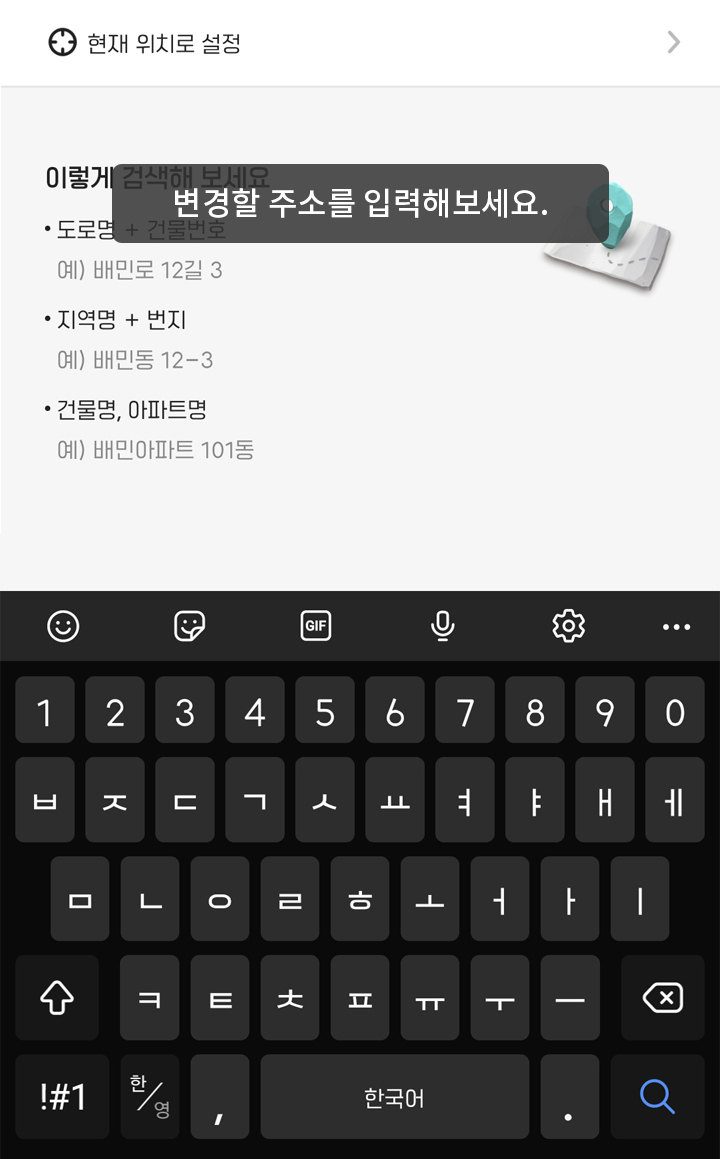 현재 위치로 설정
이렇게 검색해 보세요
변경할 주소를 입력해보세요.
• 도로명 + 건물번호
예) 배민로 12길 3
• 지역명 + 번지
예) 배민동 12-3
• 건물명, 아파트명
예) 배민아파트 101동
GIF
1 2 3 4 5 6 7 8 9 0
ㅂ ㅈ ㄷ ㄱ ㅅ ㅛ ㅕ ㅑ ㅐ ㅔ
ㅁ ㄴ ㅇ ㄹ ㅎ ㅗ ㅓ ㅏ ㅣ
ㅋ ㅌ ㅊ ㅍ ㅠ ㅜ ㅡ
!#1 한/영 , 한국어 .